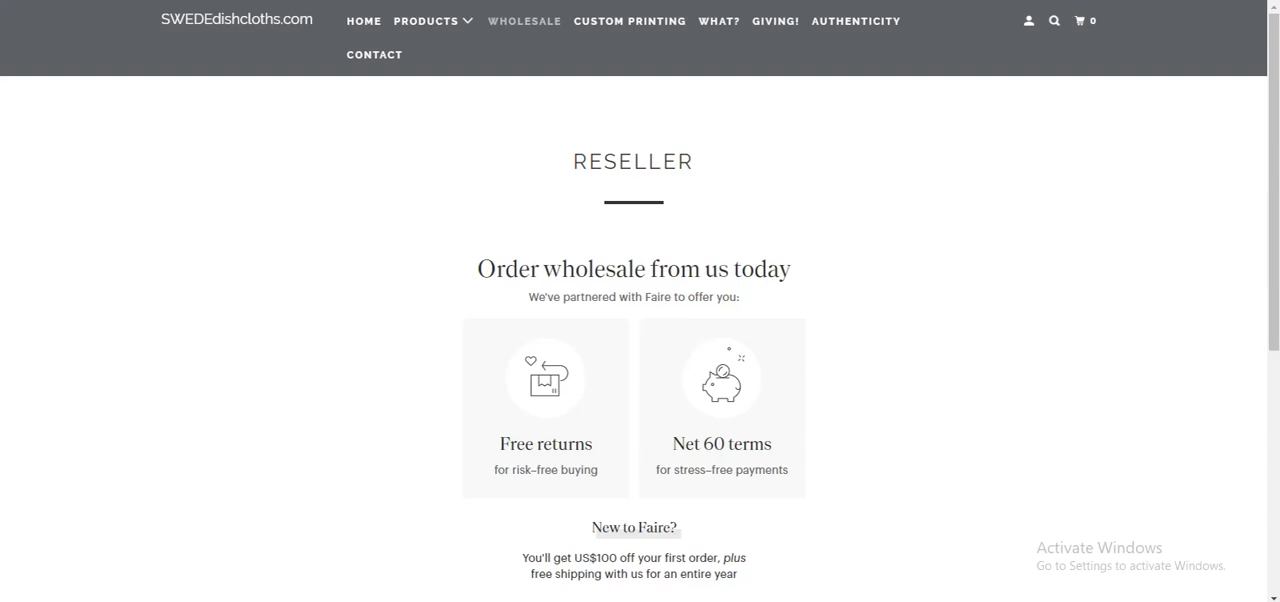 SWEDEdishcloths.com
HOME PRODUCTS WHOLESALE CUSTOM PRINTING WHAT? GIVING! AUTHENTICITY
0
CONTACT
RESELLER
Order wholesale from us today
We've partnered with Faire to offer you:
Free returns
for risk-free buying
Net 60 terms
for stress-free payments
New to Faire?
You'll get US$100 off your first order, plus
free shipping with us for an entire year
Activate Windows
Go to Settings to activate Windows.